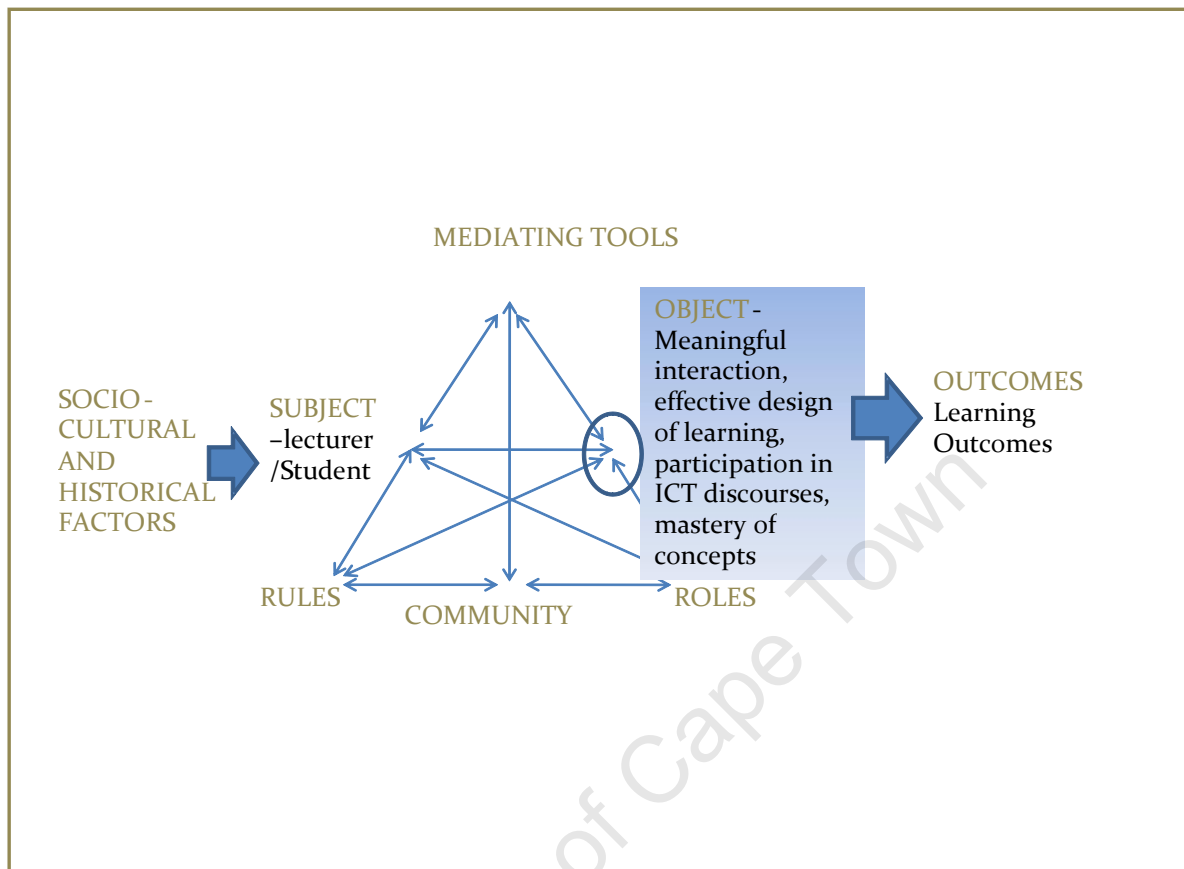 MEDIATING TOOLS
SOCIO-
CULTURAL
AND
HISTORICAL
FACTORS
SUBJECT
–lecturer
/Student
OBJECT-
Meaningful
interaction,
effective design
of learning,
participation in
ICT discourses,
mastery of
concepts
OUTCOMES
Learning
Outcomes
RULES
COMMUNITY
ROLES
of Cape Town